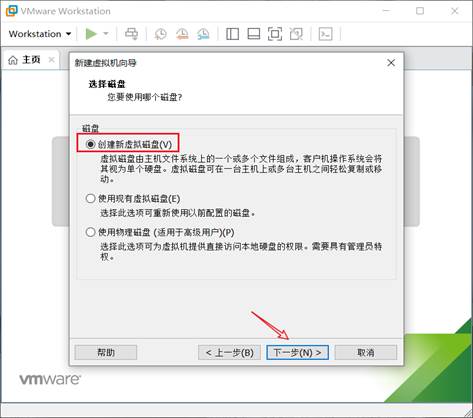 VMware Workstation
Workstation
主页
新建虚拟机向导
选择磁盘
您要使用哪个磁盘?
磁盘
创建新虚拟磁盘(V)
虚拟磁盘由主机文件系统上的一个或多个文件组成，客户机操作系统会将
其视为单个硬盘。虚拟磁盘可在一台主机上或多台主机之间轻松复制或移
动。
使用现有虚拟磁盘(E)
选择此选项可重新使用以前配置的磁盘。
使用物理磁盘 (适用于高级用户)(P)
选择此选项可为虚拟机提供直接访问本地硬盘的权限。需要具有管理员特
权。
帮助
< 上一步(B)
下一步(N) >
取消
vmware